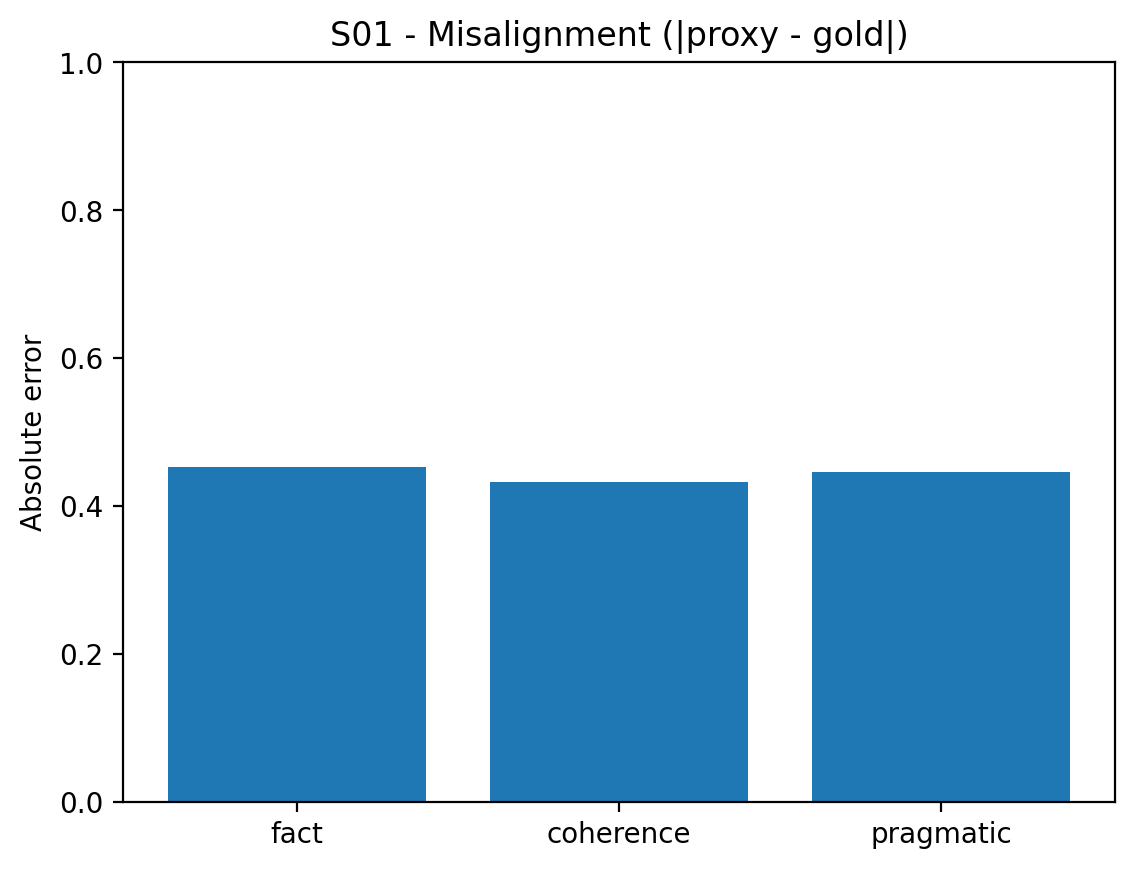 S01 - Misalignment (|proxy - gold|)
1.0
0.8
0.6
0.4
0.2
0.0
Absolute error
fact coherence pragmatic